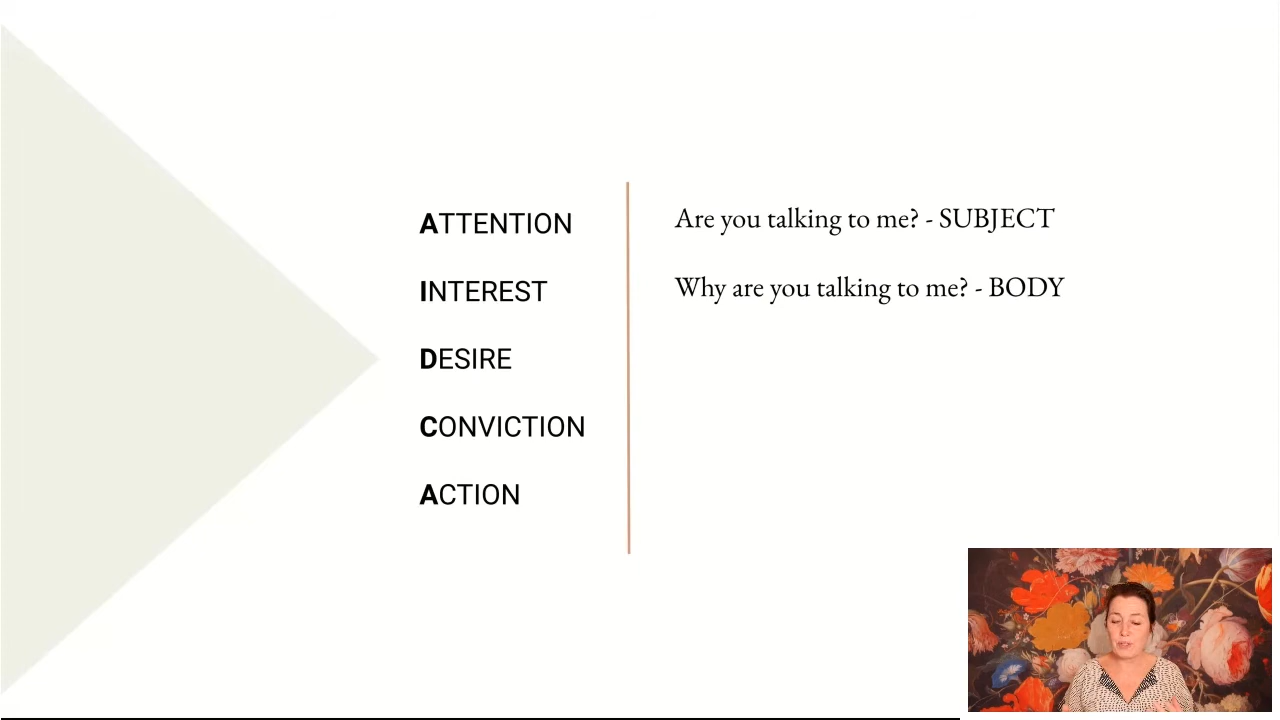 ATTENTION
Are you talking to me? - SUBJECT
INTEREST
Why are you talking to me? - BODY
DESIRE
CONVICTION
ACTION